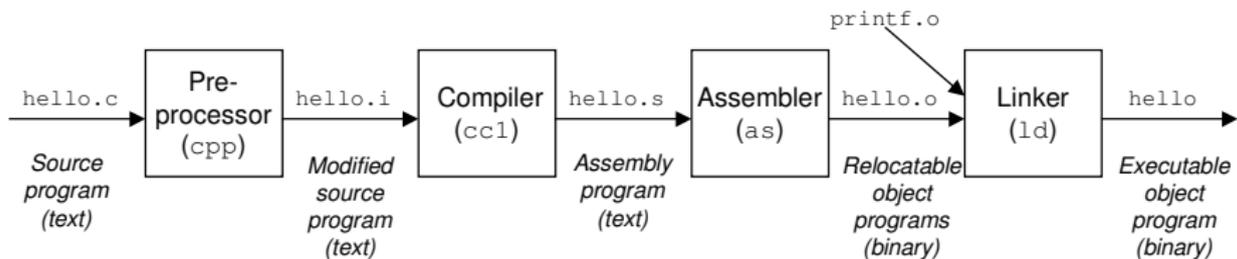 printf.o
hello.c
Pre-
processor
(cpp)
hello.i
Compiler
(cc1)
hello.s
Assembler
(as)
hello.o
Linker
(ld)
hello
Source
program
(text)
Modified
source
program
(text)
Assembly
program
(text)
Relocatable
object
programs
(binary)
Executable
object
program
(binary)